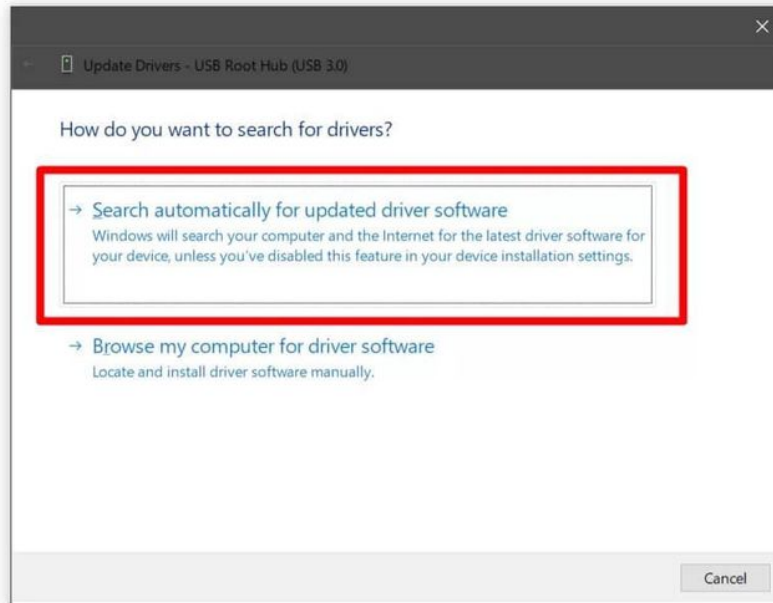 Update Drivers - USB Root Hub (USB 3.0)
How do you want to search for drivers?
→ Search automatically for updated driver software
Windows will search your computer and the Internet for the latest driver software for
your device, unless you've disabled this feature in your device installation settings.
→ Browse my computer for driver software
Locate and install driver software manually.
Cancel